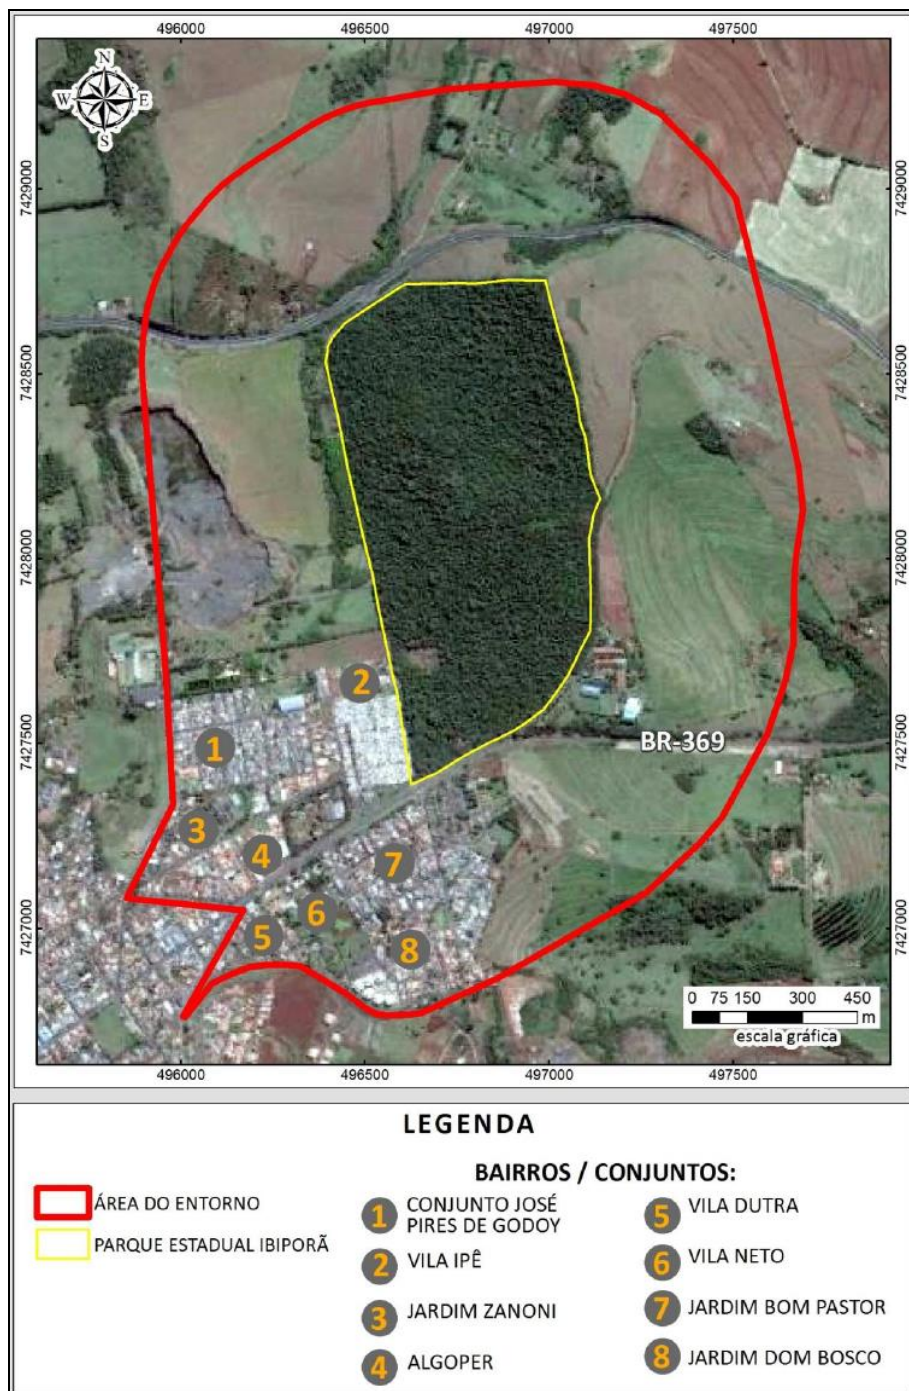 496000 496500 497000 497500
N
W E
S
7429000 7429000
7428500 7428500
7428000 7428000
7427500 7427500
7427000 7427000
2
1
BR-369
3
4
7
6
5
8
0 75 150 300 450
m
escala gráfica
496000 496500 497000 497500
LEGENDA
BAIRROS / CONJUNTOS:
ÁREA DO ENTORNO
PARQUE ESTADUAL IBIPORÃ
1 CONJUNTO JOSÉ
PIRES DE GODOY
2 VILA IPÊ
3 JARDIM ZANONI
4 ALGOPER
5 VILA DUTRA
6 VILA NETO
7 JARDIM BOM PASTOR
8 JARDIM DOM BOSCO